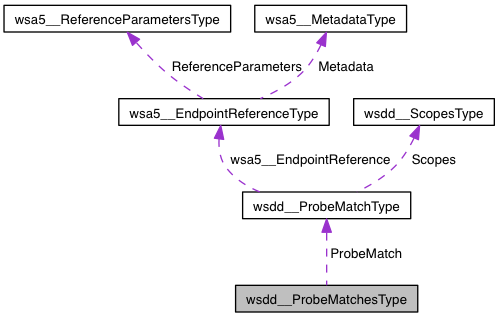 wsa5__ReferenceParametersType
wsa5__MetadataType
ReferenceParameters
Metadata
wsa5__EndpointReferenceType
wsdd__ScopesType
wsa5__EndpointReference
Scopes
wsdd__ProbeMatchType
ProbeMatch
wsdd__ProbeMatchesType